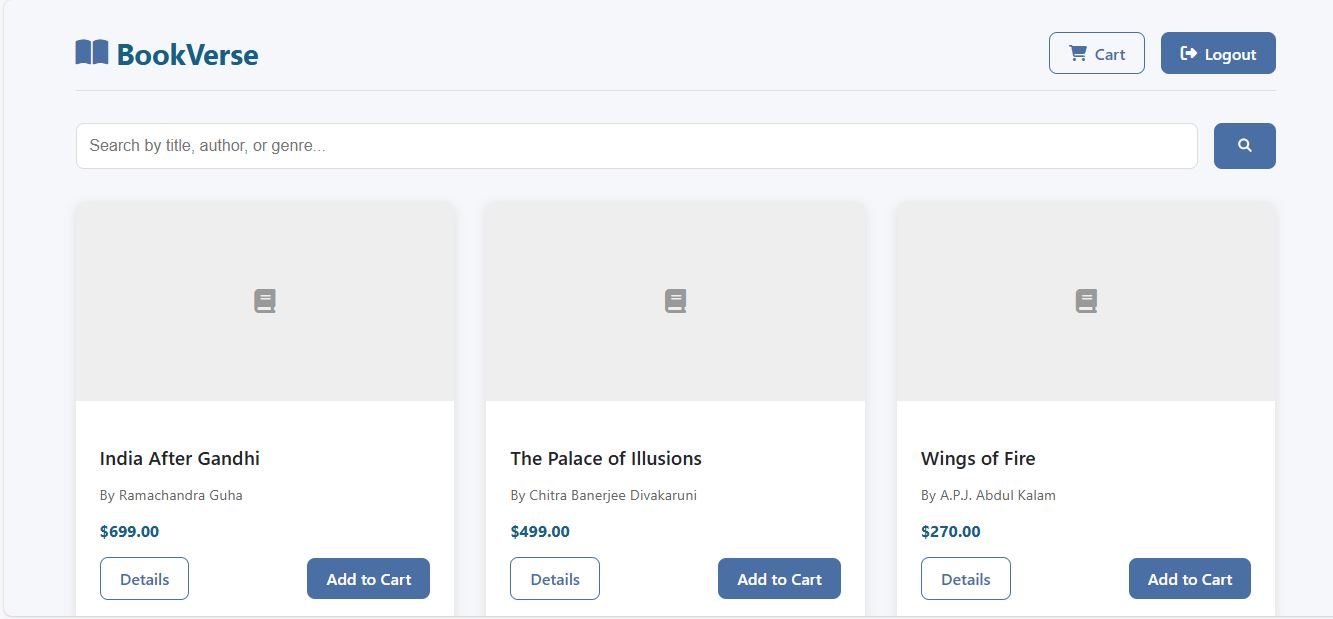 BookVerse
Cart
Logout
Search by title, author, or genre...
India After Gandhi
By Ramachandra Guha
$699.00
Details
Add to Cart
The Palace of Illusions
By Chitra Banerjee Divakaruni
$499.00
Details
Add to Cart
Wings of Fire
By A.P.J. Abdul Kalam
$270.00
Details
Add to Cart